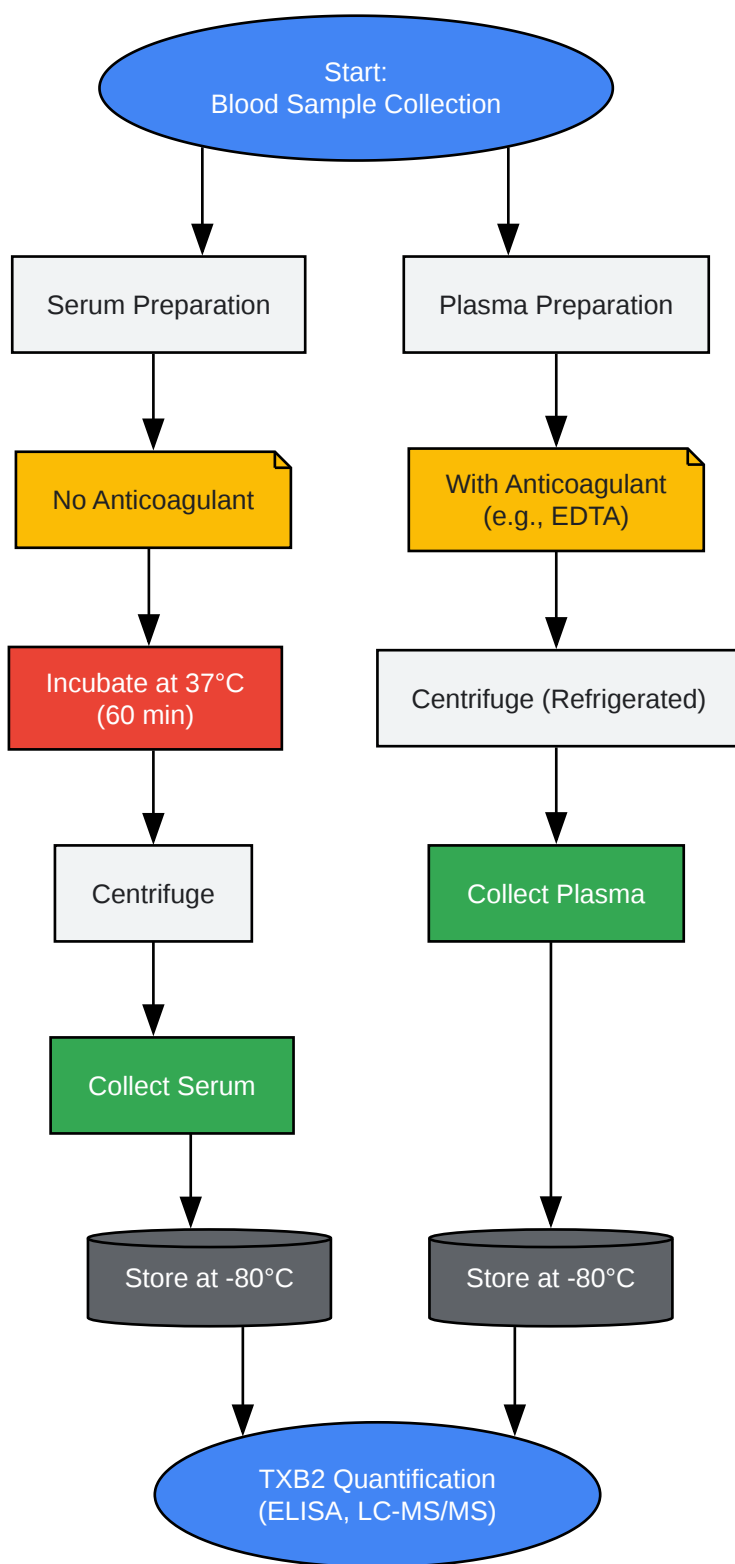 Start:
Blood Sample Collection
Serum Preparation
Plasma Preparation
No Anticoagulant
With Anticoagulant
(e.g., EDTA)
Incubate at 37°C
(60 min)
Centrifuge (Refrigerated)
Centrifuge
Collect Plasma
Collect Serum
Store at -80°C
Store at -80°C
TXB2 Quantification
(ELISA, LC-MS/MS)